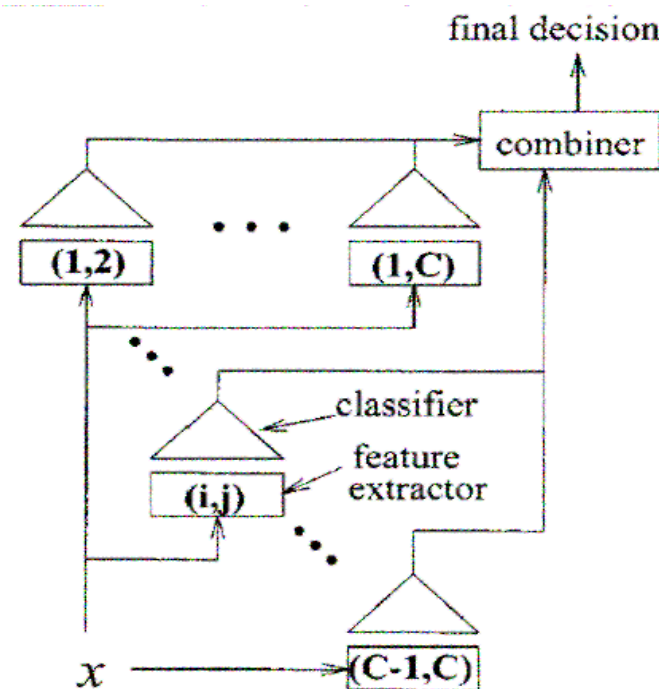 final decision
combiner
(1,2)
• • •
(1,C)
classifier
feature
extractor
(i,j)
x
(C-1,C)